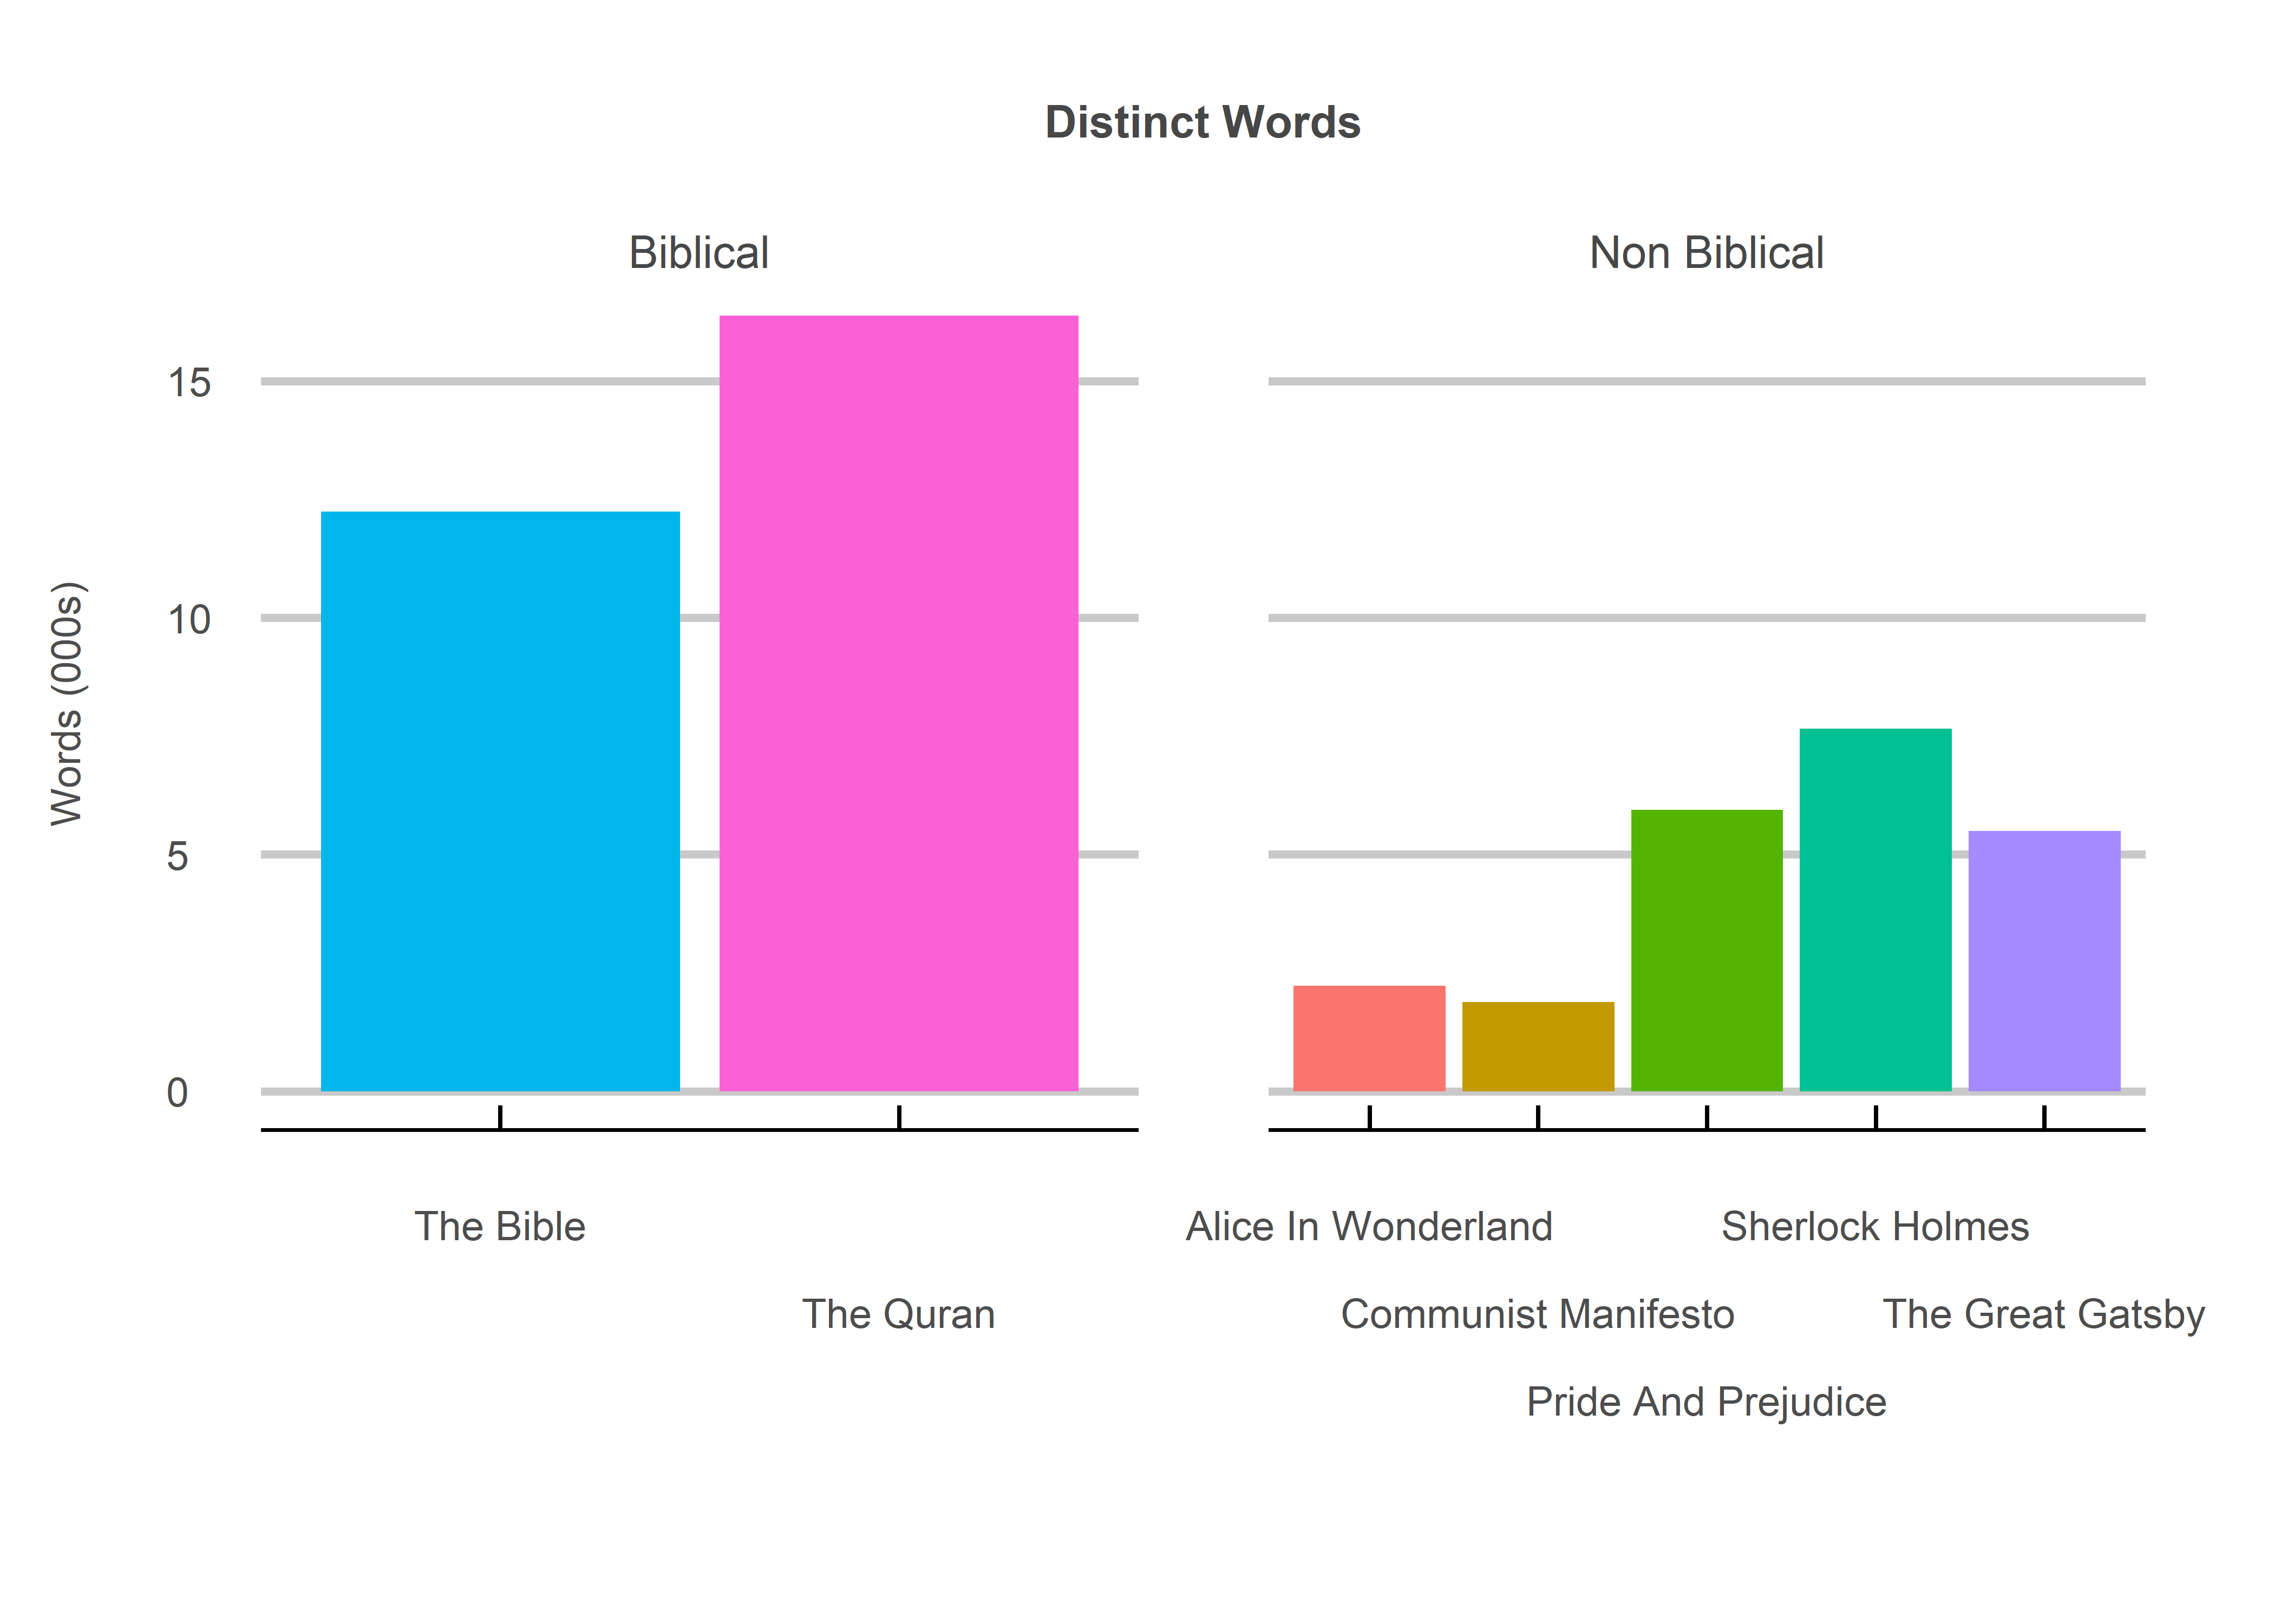 Distinct Words
Biblical
Non Biblical
Words (000s)
15
10
5
0
The Bible
The Quran
Alice In Wonderland
Communist Manifesto
Pride And Prejudice
Sherlock Holmes
The Great Gatsby